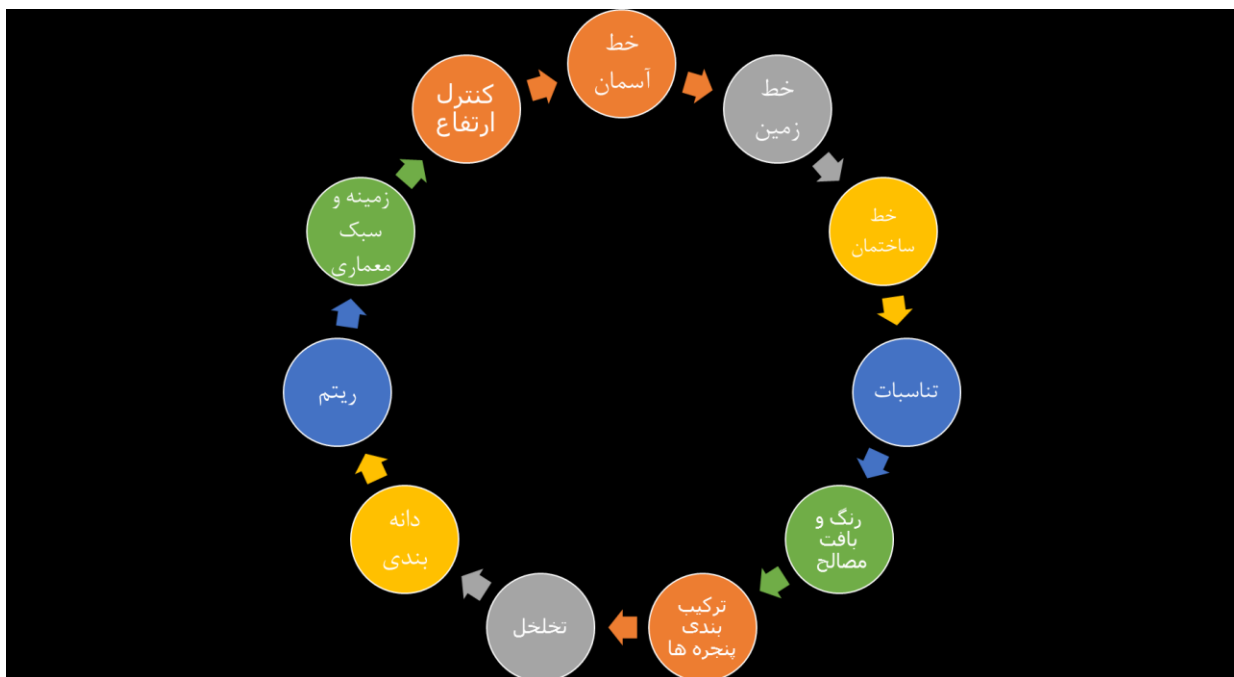 خط
آسمان
خط
زمین
خط
ساختمان
تناسبات
رنگ و
بافت
مصالح
ترکیب
بندی
پنجره ها
تخلخل
دانه
بندی
ریتم
زمینه و
سبک
معماری
کنترل
ارتفاع